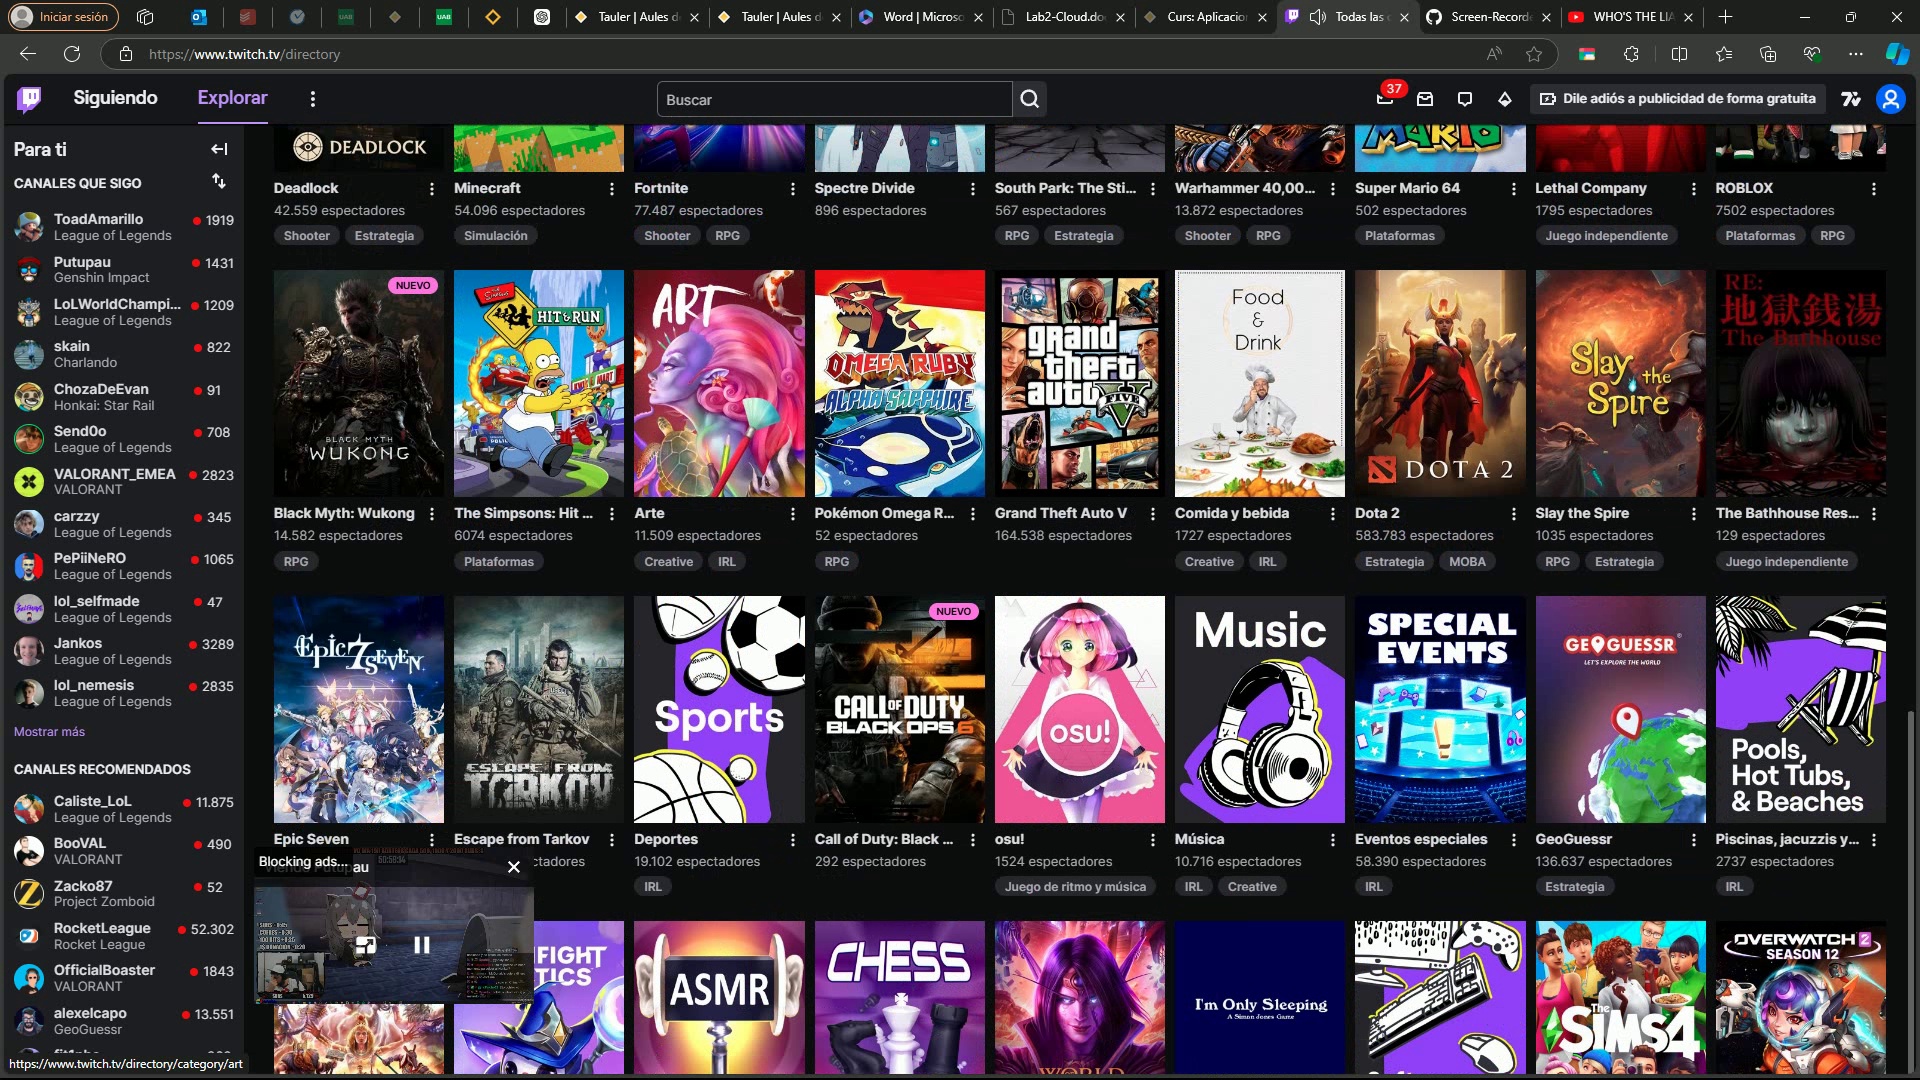 Iniciar sesión
Tauler | Aules de
Tauler | Aules d
Word | Microso
Lab2-Cloud.do
Curs: Aplicacion
Todas las
Screen-Recorde
WHO'S THE LIA
https://www.twitch.tv/directory
Siguiendo
Explorar
Buscar
37
Dile adiós a publicidad de forma gratuita
Para ti
CANALES QUE SIGO
ToadAmarillo 1919
League of Legends
Putupau 1431
Genshin Impact
LoLWorldChampi... 1209
League of Legends
skain 822
Charlando
ChozaDeEvan 91
Honkai: Star Rail
Send0o 708
League of Legends
VALORANT_EMEA 2823
VALORANT
carzzy 345
League of Legends
PePiiNeRO 1065
League of Legends
lol_selfmade 47
League of Legends
Jankos 3289
League of Legends
lol_nemesis 2835
League of Legends
Mostrar más
CANALES RECOMENDADOS
Caliste_LoL 11.875
League of Legends
BooVAL 490
VALORANT
Zacko87 52
Project Zomboid
RocketLeague 52.302
Rocket League
OfficialBoaster 1843
VALORANT
alexelcapo 13.551
GeoGuessr
https://www.twitch.tv/directory/category/art
DEADLOCK
MARIO
Deadlock
42.559 espectadores
Shooter Estrategia
Minecraft
54.096 espectadores
Simulación
Fortnite
77.487 espectadores
Shooter RPG
Spectre Divide
896 espectadores
South Park: The Sti...
567 espectadores
RPG Estrategia
Warhammer 40,00...
13.872 espectadores
Shooter RPG
Super Mario 64
502 espectadores
Plataformas
Lethal Company
1795 espectadores
Juego independiente
ROBLOX
7502 espectadores
Plataformas RPG
NUEVO
BLACK MYTH
WUKONG
Black Myth: Wukong
14.582 espectadores
RPG
The Simpsons
HIT & RUN
The Simpsons: Hit ...
6074 espectadores
Plataformas
ART
Arte
11.509 espectadores
Creative IRL
OMEGA RUBY
ALPHA SAPPHIRE
Pokémon Omega R...
52 espectadores
RPG
grand
theft
auto
FIVE
Grand Theft Auto V
164.538 espectadores
Food
&
Drink
Comida y bebida
1727 espectadores
Creative IRL
DOTA 2
Dota 2
583.783 espectadores
Estrategia MOBA
Slay the
Spire
Slay the Spire
1035 espectadores
RPG Estrategia
RE:
地獄銭湯
The Bathhouse
The Bathhouse Res...
129 espectadores
Juego independiente
Epic SEVEN
Epic Seven
ESCAPE FROM
TARKOV
Escape from Tarkov
ctadores
Sports
Deportes
19.102 espectadores
IRL
NUEVO
CALL OF DUTY
BLACK OPS 6
Call of Duty: Black ...
292 espectadores
osu!
osu!
1524 espectadores
Juego de ritmo y música
Music
Música
10.716 espectadores
IRL Creative
SPECIAL
EVENTS
Eventos especiales
58.390 espectadores
IRL
GEOGUESSR
LET'S EXPLORE THE WORLD
GeoGuessr
136.637 espectadores
Estrategia
Pools,
Hot Tubs,
& Beaches
Piscinas, jacuzzis y...
2737 espectadores
IRL
Blocking ads...
Viendo Putupau
FIGHT
TICS
ASMR
CHESS
WORLD
I'm Only Sleeping
A Simon Jones Game
The
SIMS 4
OVERWATCH 2
SEASON 12